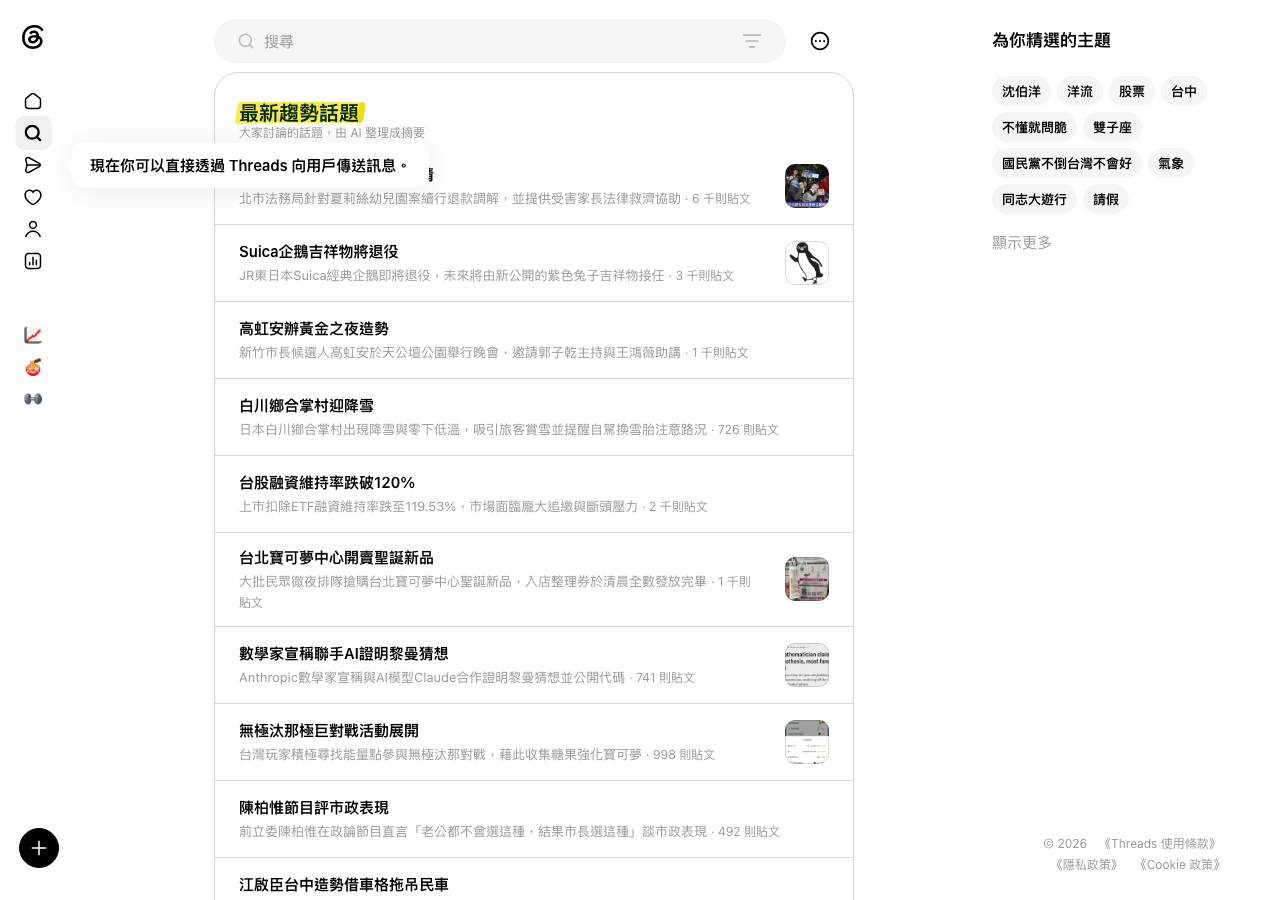 搜尋
最新趨勢話題
大家討論的話題，由 AI 整理成摘要
現在你可以直接透過 Threads 向用戶傳送訊息。
北市法務局針對夏莉絲幼兒園案續行退款調解，並提供受害家長法律救濟協助 · 6 千則貼文
Suica企鵝吉祥物將退役
JR東日本Suica經典企鵝即將退役，未來將由新公開的紫色兔子吉祥物接任 · 3 千則貼文
高虹安辦黃金之夜造勢
新竹市長候選人高虹安於天公壇公園舉行晚會，邀請郭子乾主持與王鴻薇助講 · 1 千則貼文
白川鄉合掌村迎降雪
日本白川鄉合掌村出現降雪與零下低溫，吸引旅客賞雪並提醒自駕換雪胎注意路況 · 726 則貼文
台股融資維持率跌破120%
上市扣除ETF融資維持率跌至119.53%，市場面臨龐大追繳與斷頭壓力 · 2 千則貼文
台北寶可夢中心開賣聖誕新品
大批民眾徹夜排隊搶購台北寶可夢中心聖誕新品，入店整理券於清晨全數發放完畢 · 1 千則
貼文
數學家宣稱聯手AI證明黎曼猜想
Anthropic數學家宣稱與AI模型Claude合作證明黎曼猜想並公開代碼 · 741 則貼文
無極汰那極巨對戰活動展開
台灣玩家積極尋找能量點參與無極汰那對戰，藉此收集糖果強化寶可夢 · 998 則貼文
陳柏惟節目評市政表現
前立委陳柏惟在政論節目直言「老公都不會選這種，結果市長選這種」談市政表現 · 492 則貼文
江啟臣台中造勢借車格拖吊民車
為你精選的主題
沈伯洋
洋流
股票
台中
不懂就問脆
雙子座
國民黨不倒台灣不會好
氣象
同志大遊行
請假
顯示更多
© 2026 《Threads 使用條款》
《隱私政策》 《Cookie 政策》